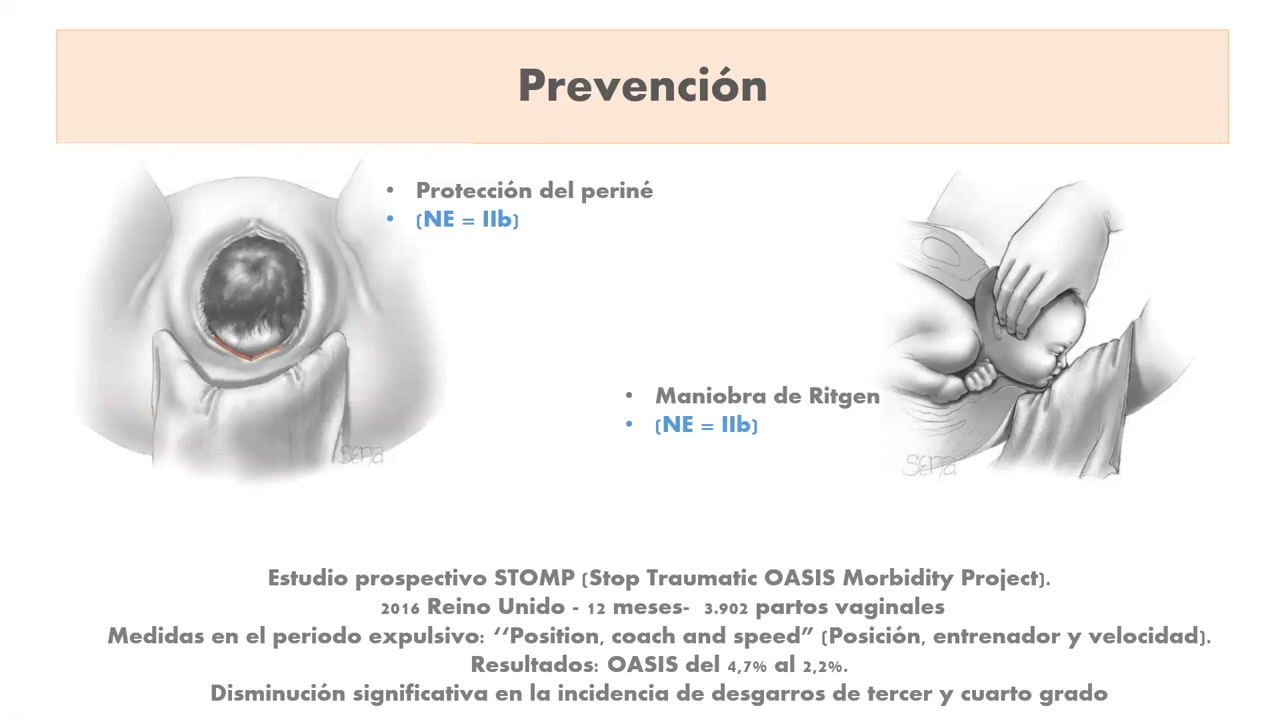 Prevención
• Protección del periné
• (NE = IIb)
• Maniobra de Ritgen
• (NE = IIb)
Sena
Sena
Estudio prospectivo STOMP (Stop Traumatic OASIS Morbidity Project).
2016 Reino Unido - 12 meses- 3.902 partos vaginales
Medidas en el periodo expulsivo: ‘‘Position, coach and speed” (Posición, entrenador y velocidad).
Resultados: OASIS del 4,7% al 2,2%.
Disminución significativa en la incidencia de desgarros de tercer y cuarto grado